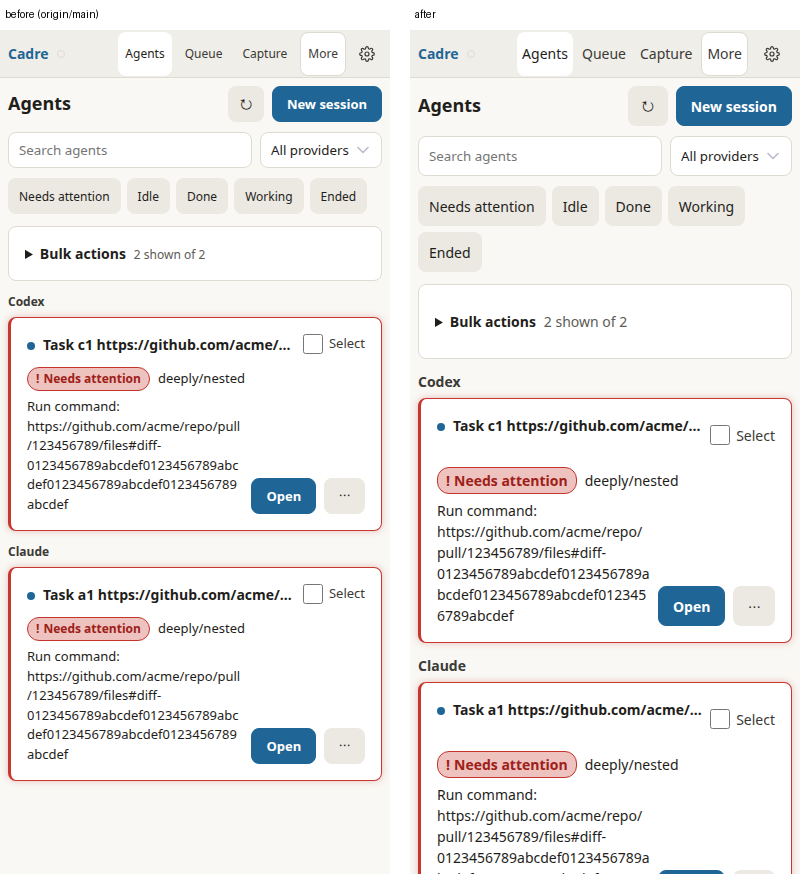 before (origin/main)
Cadre
Agents
Queue
Capture
More
Agents
↻
New session
Search agents
All providers
Needs attention
Idle
Done
Working
Ended
▶ Bulk actions 2 shown of 2
Codex
Task c1 https://github.com/acme/...
Select
! Needs attention
deeply/nested
Run command:
https://github.com/acme/repo/pull
/123456789/files#diff-
0123456789abcdef0123456789abc
def0123456789abcdef0123456789
abcdef
Open
...
Claude
Task a1 https://github.com/acme/...
Select
! Needs attention
deeply/nested
Run command:
https://github.com/acme/repo/pull
/123456789/files#diff-
0123456789abcdef0123456789abc
def0123456789abcdef0123456789
abcdef
Open
...
after
Cadre
Agents
Queue
Capture
More
Agents
↻
New session
Search agents
All providers
Needs attention
Idle
Done
Working
Ended
▶ Bulk actions 2 shown of 2
Codex
Task c1 https://github.com/acme/...
Select
! Needs attention
deeply/nested
Run command:
https://github.com/acme/repo/
pull/123456789/files#diff-
0123456789abcdef0123456789a
bcdef0123456789abcdef012345
6789abcdef
Open
...
Claude
Task a1 https://github.com/acme/...
Select
! Needs attention
deeply/nested
Run command:
https://github.com/acme/repo/
pull/123456789/files#diff-
0123456789abcdef0123456789a